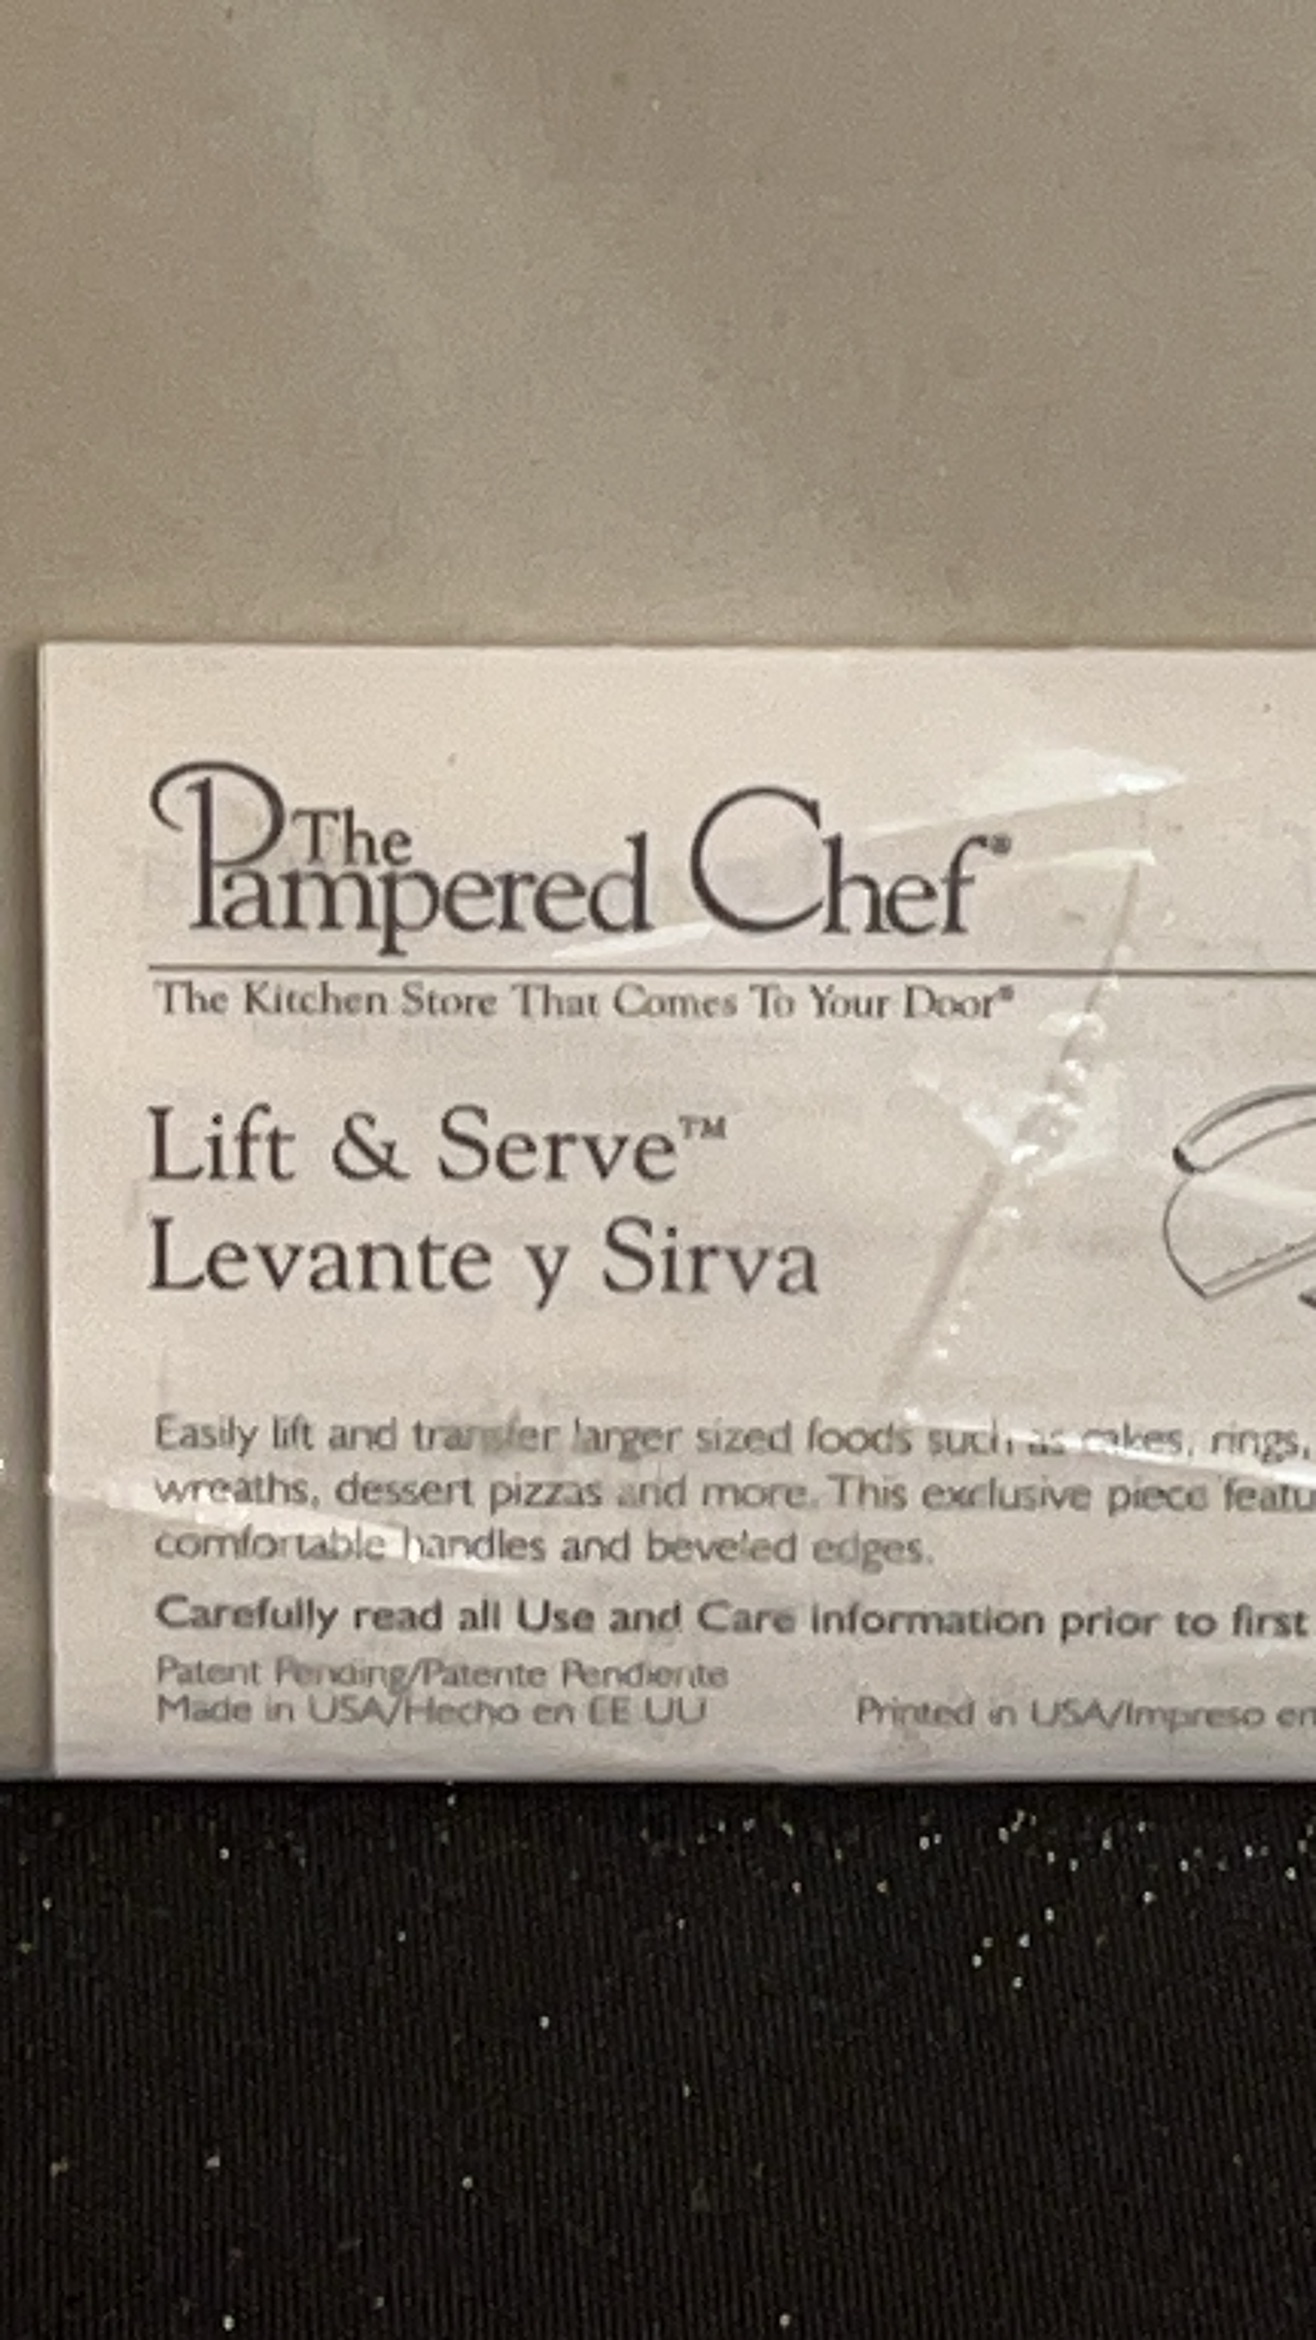 The
Pampered Chef®
The Kitchen Store That Comes To Your Door®
Lift & Serve™
Levante y Sirva
Easily lift and transfer larger sized foods such as cakes, rings,
wreaths, dessert pizzas and more. This exclusive piece featu
comfortable handles and beveled edges.
Carefully read all Use and Care information prior to first
Patent Pending/Patente Pendiente
Made in USA/Hecho en EE UU
Printed in USA/Impreso en